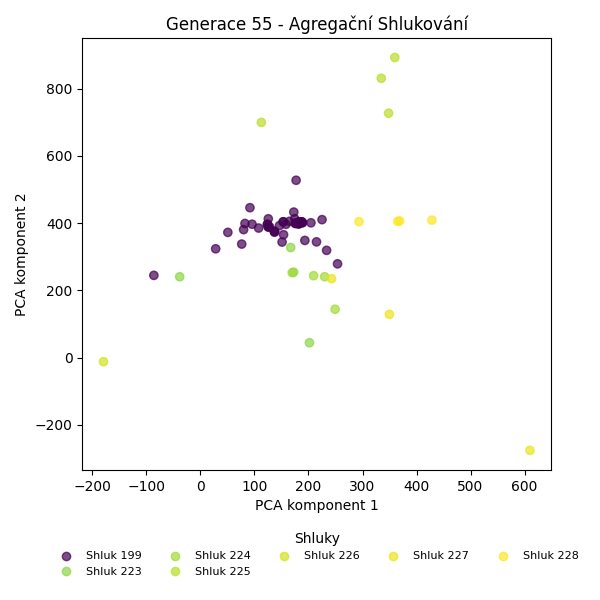 Generace 55 - Agregační Shlukování
PCA komponent 2
800
600
400
200
0
−200
−200 −100 0 100 200 300 400 500 600
PCA komponent 1
Shluky
Shluk 199 Shluk 224 Shluk 226 Shluk 227 Shluk 228
Shluk 223 Shluk 225